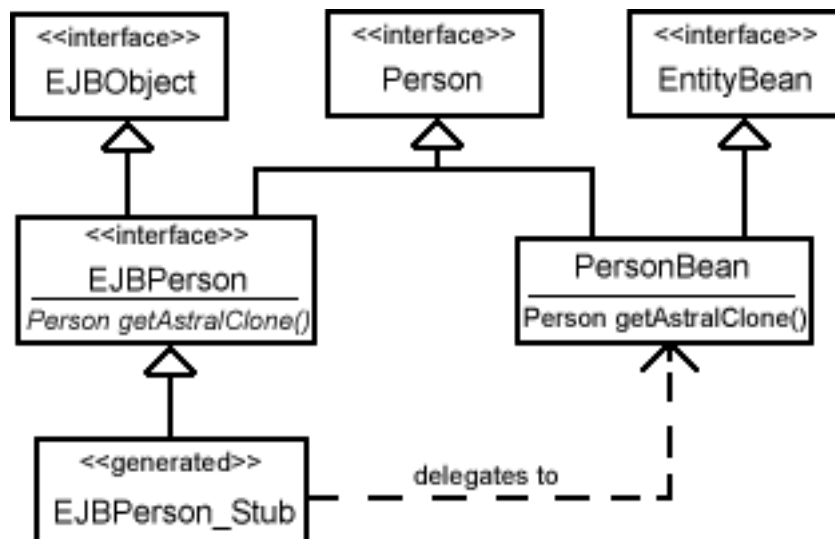 <<interface>>
EJBObject
<<interface>>
Person
<<interface>>
EntityBean
<<interface>>
EJBPerson
Person getAstralClone()
PersonBean
Person getAstralClone()
<<generated>>
EJBPerson_Stub
delegates to